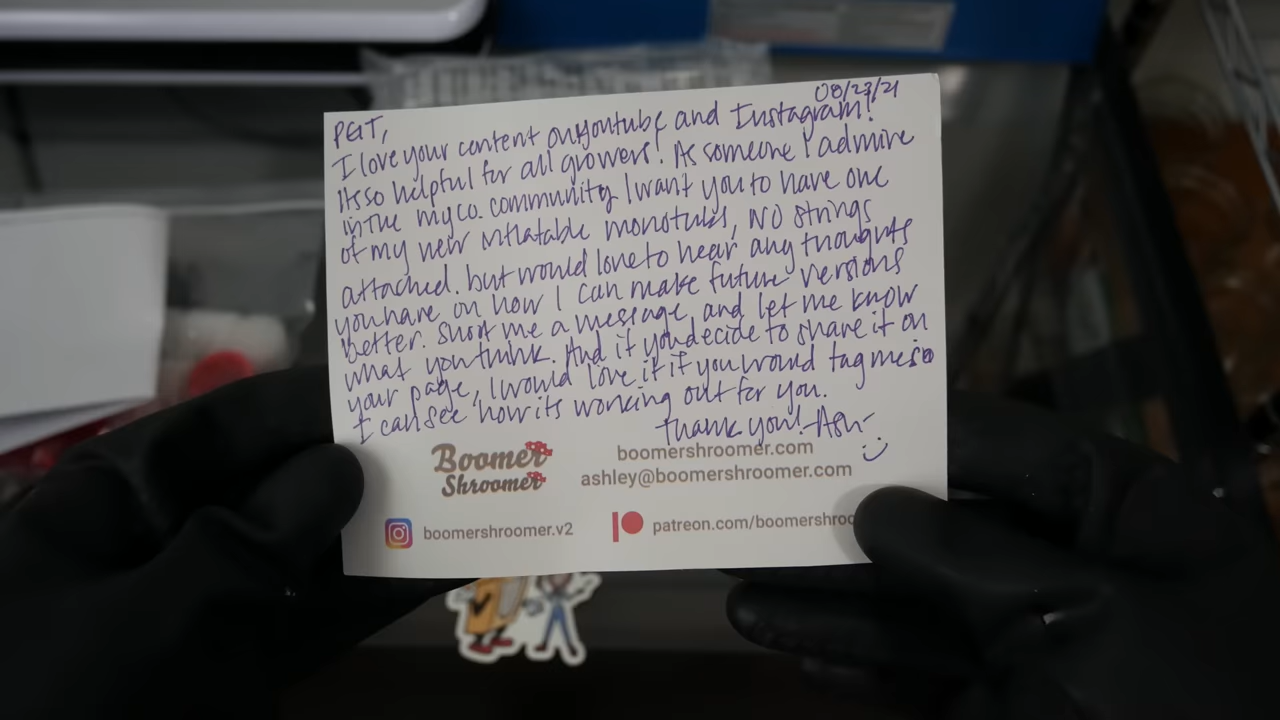 08/23/21
PGT,
I love your content on youtube and Instagram!
Its so helpful for all growers! As someone I admire
in the myco. community I want you to have one
of my new inflatable monotubs, NO strings
attached. but would love to hear any thoughts
you have on how I can make future versions
better. Shoot me a message, and let me know
what you think. And if you decide to share it on
your page, I would love it if you would tag me so
I can see how its working out for you.
Thank you! -Ash-
Boomer
Shroomer
boomershroomer.com
ashley@boomershroomer.com
boomershroomer.v2
patreon.com/boomershroo